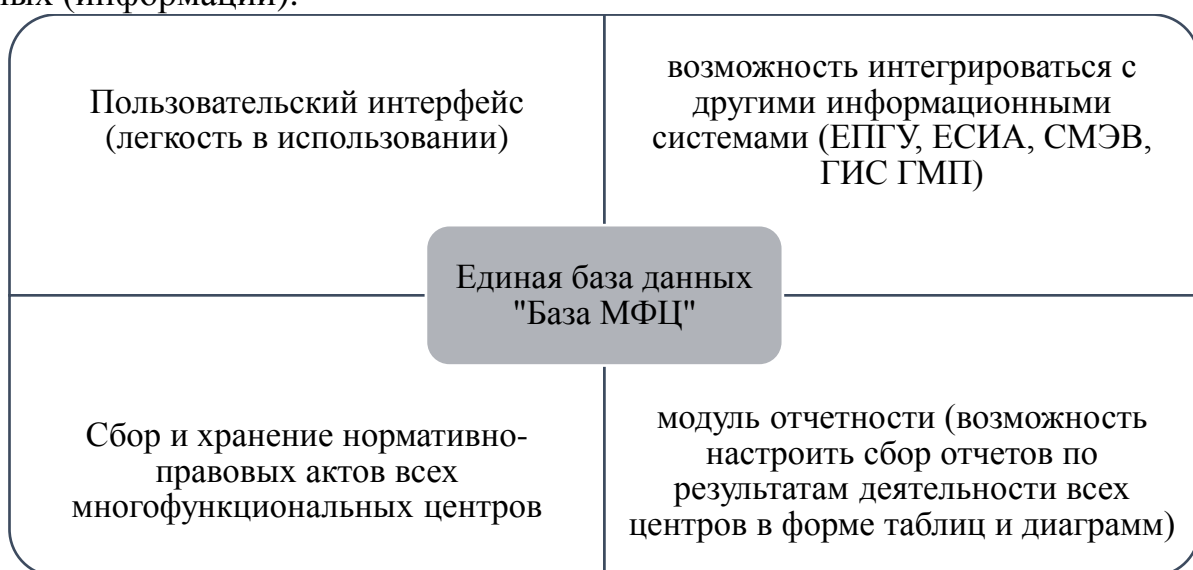 ных (информации).
Пользовательский интерфейс
(легкость в использовании)
возможность интегрироваться с
другими информационными
системами (ЕПГУ, ЕСИА, СМЭВ,
ГИС ГМП)
Единая база данных
"База МФЦ"
Сбор и хранение нормативно-
правовых актов всех
многофункциональных центров
модуль отчетности (возможность
настроить сбор отчетов по
результатам деятельности всех
центров в форме таблиц и диаграмм)